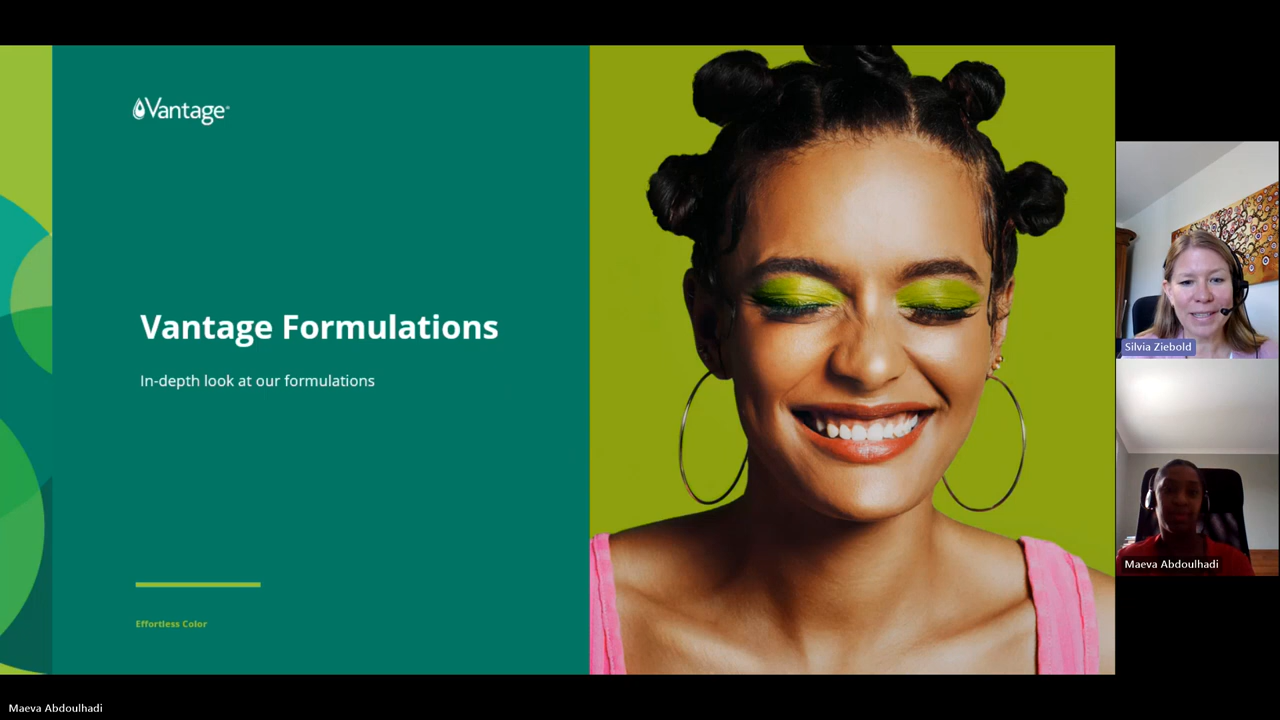 Vantage
Vantage Formulations
In-depth look at our formulations
Effortless Color
Silvia Ziebold
Maeva Abdoulhadi
Maeva Abdoulhadi